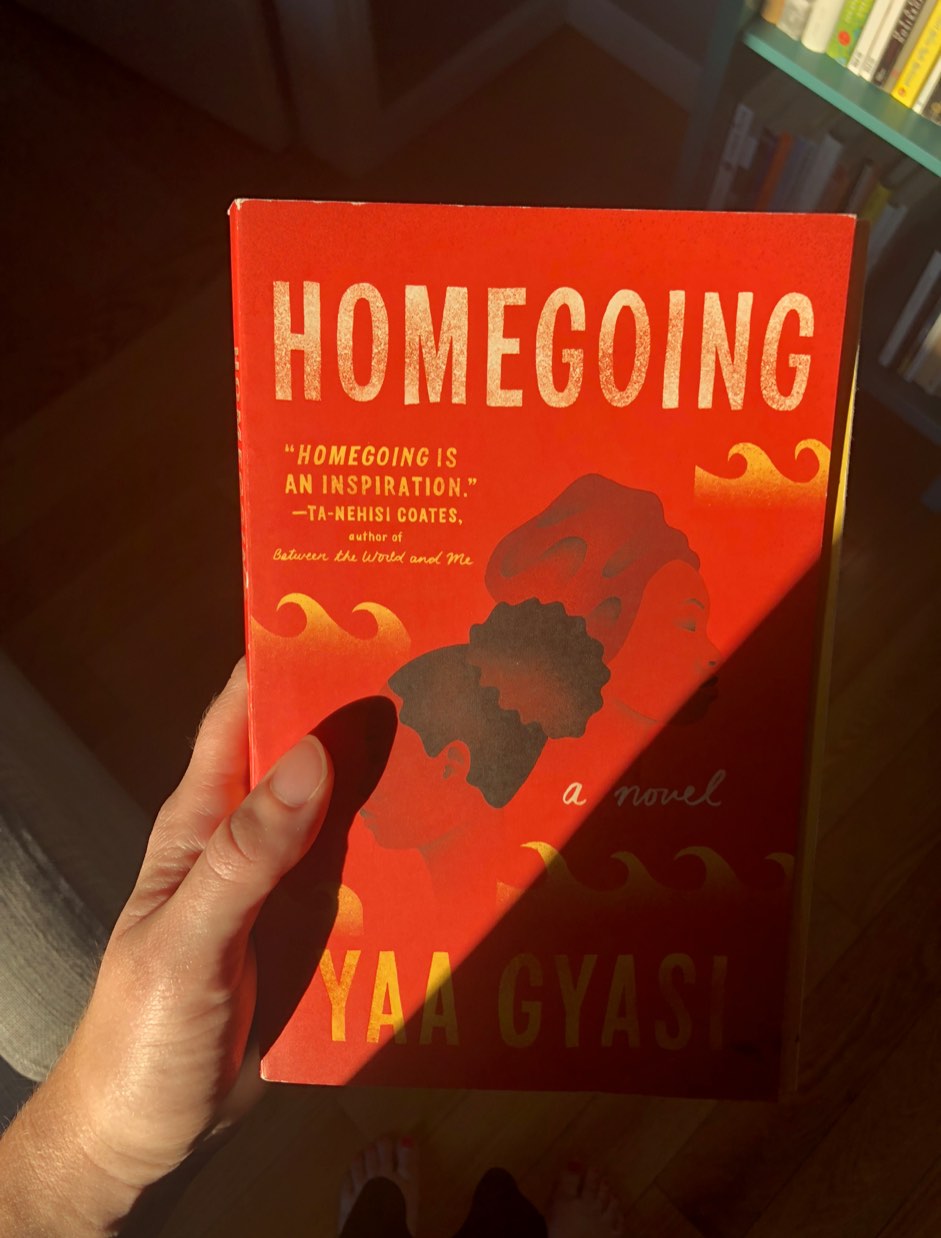 HOMEGOING
“HOMEGOING IS
AN INSPIRATION.”
—TA-NEHISI COATES,
author of
Between the World and Me
a novel
YAA GYASI